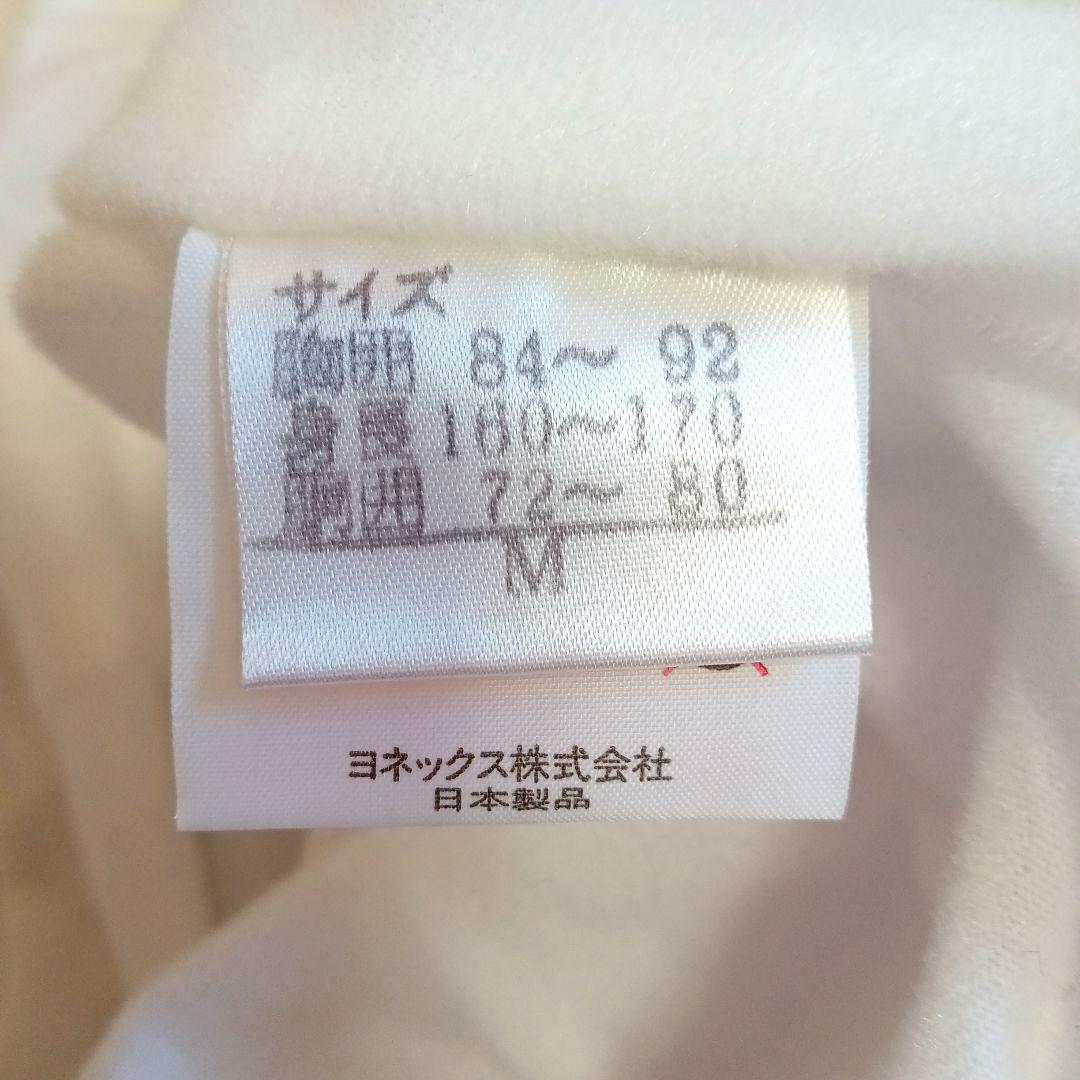 サイズ
胸囲 84〜 92
身長 160〜170
胴囲 72〜 80
M
ヨネックス株式会社
日本製品